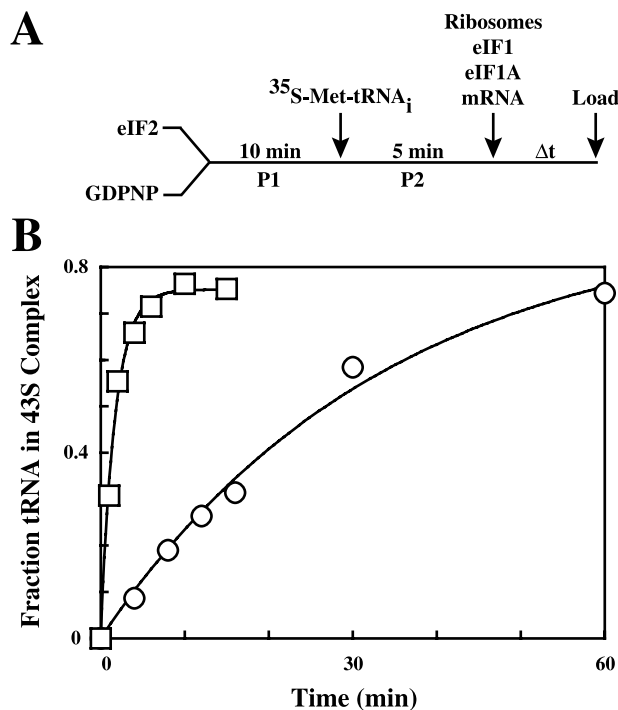 A
Ribosomes
eIF1
eIF1A
mRNA
35S-Met-tRNAi
Load
eIF2
GDPNP
10 min
5 min
Δt
P1
P2
B
Fraction tRNA in 43S Complex
0.8
0.4
0
0
30
60
Time (min)